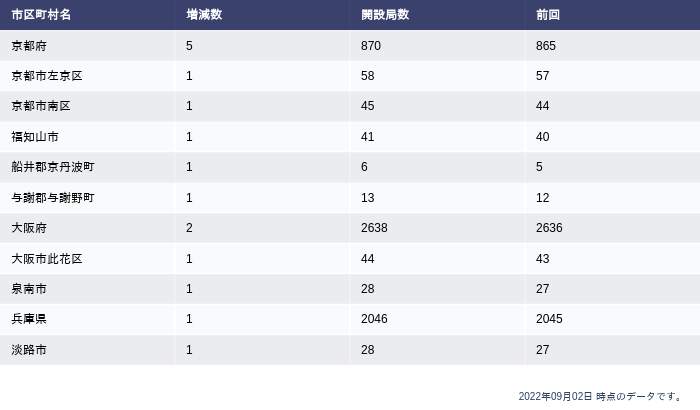 市区町村名 増減数 開設局数 前回
京都府 5 870 865
京都市左京区 1 58 57
京都市南区 1 45 44
福知山市 1 41 40
船井郡京丹波町 1 6 5
与謝郡与謝野町 1 13 12
大阪府 2 2638 2636
大阪市此花区 1 44 43
泉南市 1 28 27
兵庫県 1 2046 2045
淡路市 1 28 27
2022年09月02日 時点のデータです。